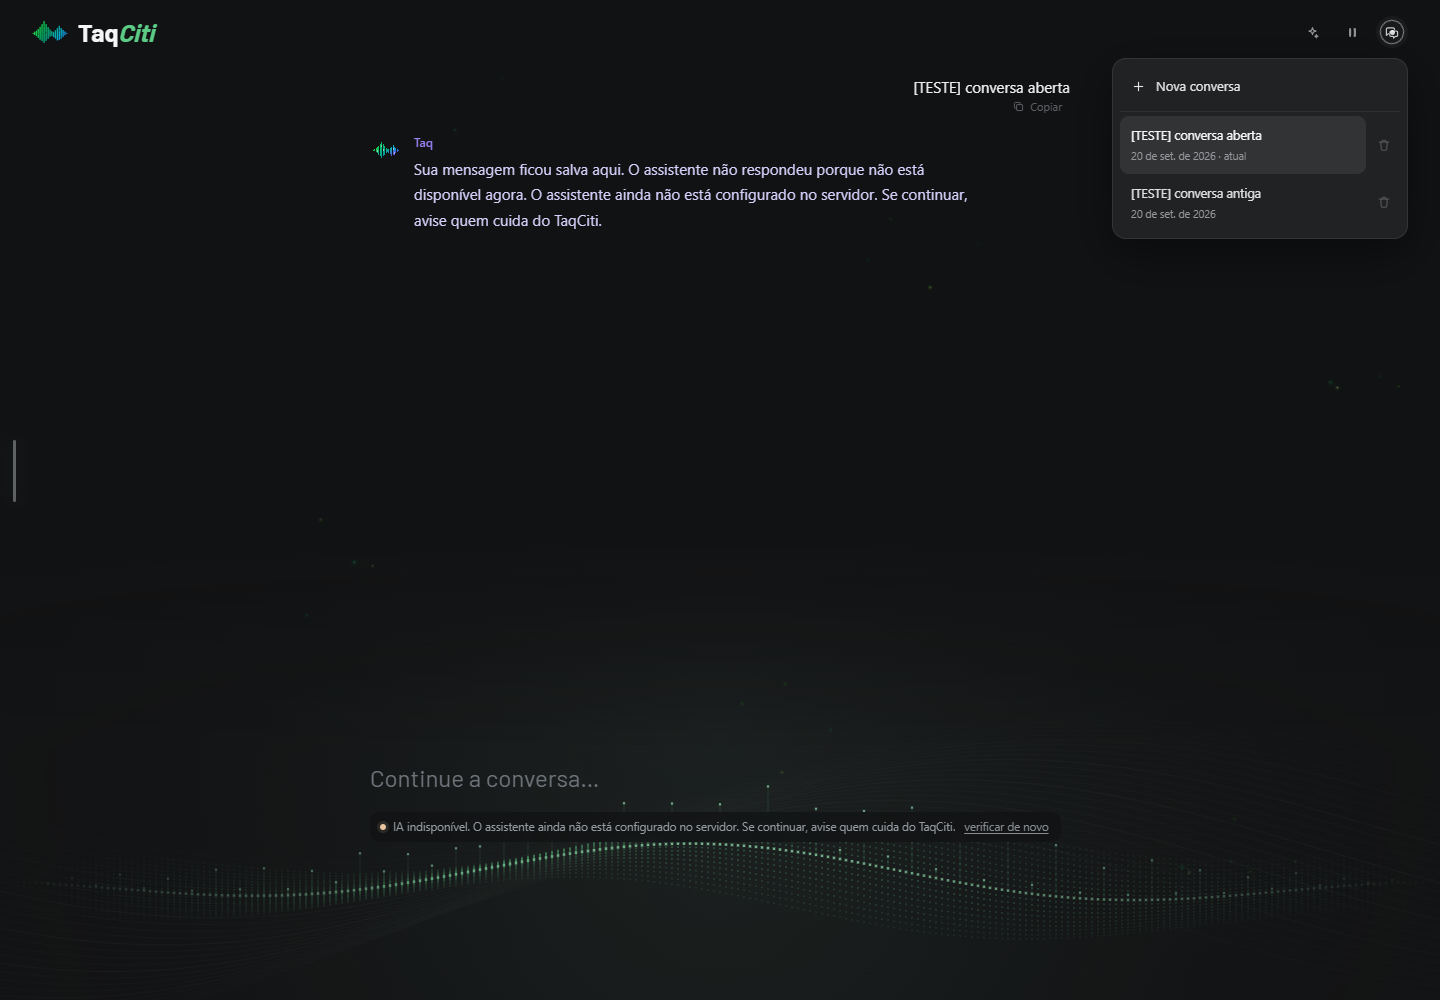 TaqCiti
[TESTE] conversa aberta
Copiar
Taq
Sua mensagem ficou salva aqui. O assistente não respondeu porque não está
disponível agora. O assistente ainda não está configurado no servidor. Se continuar,
avise quem cuida do TaqCiti.
Nova conversa
[TESTE] conversa aberta
20 de set. de 2026 · atual
[TESTE] conversa antiga
20 de set. de 2026
Continue a conversa...
IA indisponível. O assistente ainda não está configurado no servidor. Se continuar, avise quem cuida do TaqCiti. verificar de novo